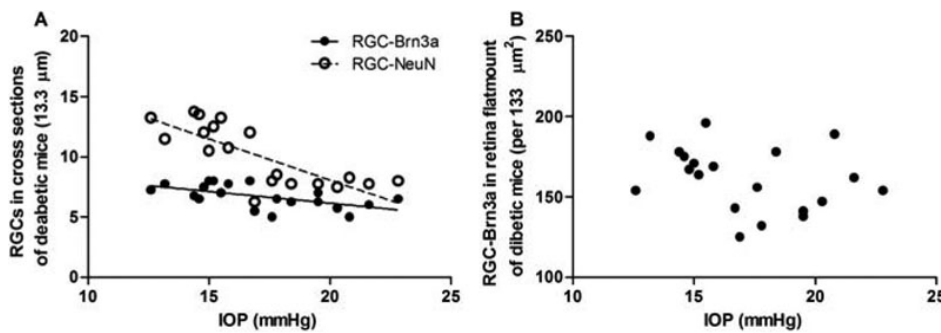 A
RGCs in cross sections
of deabetic mice (13.3 µm)
20
15
10
5
0
RGC-Brn3a
RGC-NeuN
10 15 20 25
IOP (mmHg)
B
RGC-Brn3a in retina flatmount
of dibetic mice (per 133 µm²)
250
200
150
100
10 15 20 25
IOP (mmHg)